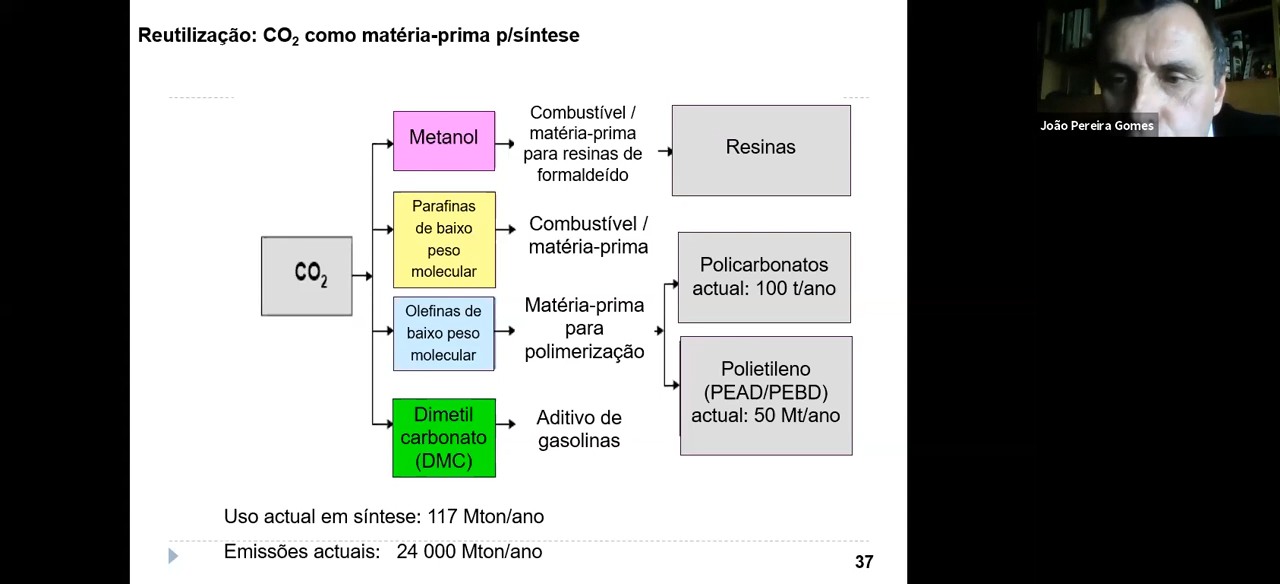 Reutilização: CO₂ como matéria-prima p/síntese
João Pereira Gomes
CO₂
Metanol
Combustível /
matéria-prima
para resinas de
formaldeído
Resinas
Parafinas
de baixo
peso
molecular
Combustível /
matéria-prima
Olefinas de
baixo peso
molecular
Matéria-prima
para
polimerização
Policarbonatos
actual: 100 t/ano
Polietileno
(PEAD/PEBD)
actual: 50 Mt/ano
Dimetil
carbonato
(DMC)
Aditivo de
gasolinas
Uso actual em síntese: 117 Mton/ano
Emissões actuais: 24 000 Mton/ano
37